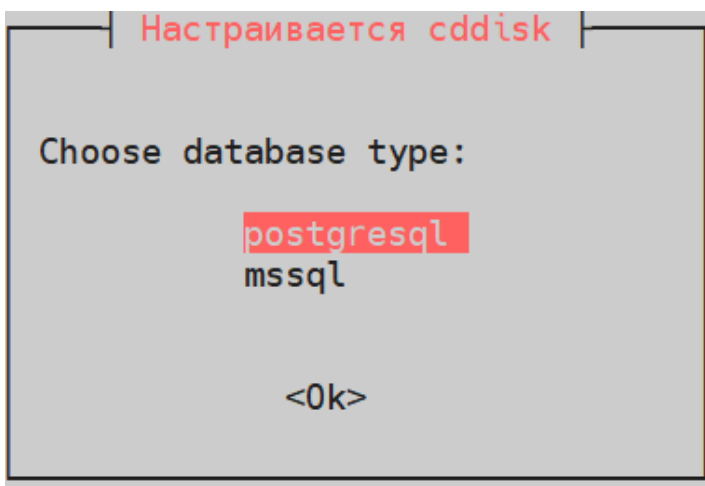 Настраивается cddisk
Choose database type:
postgresql
mssql
<Ok>